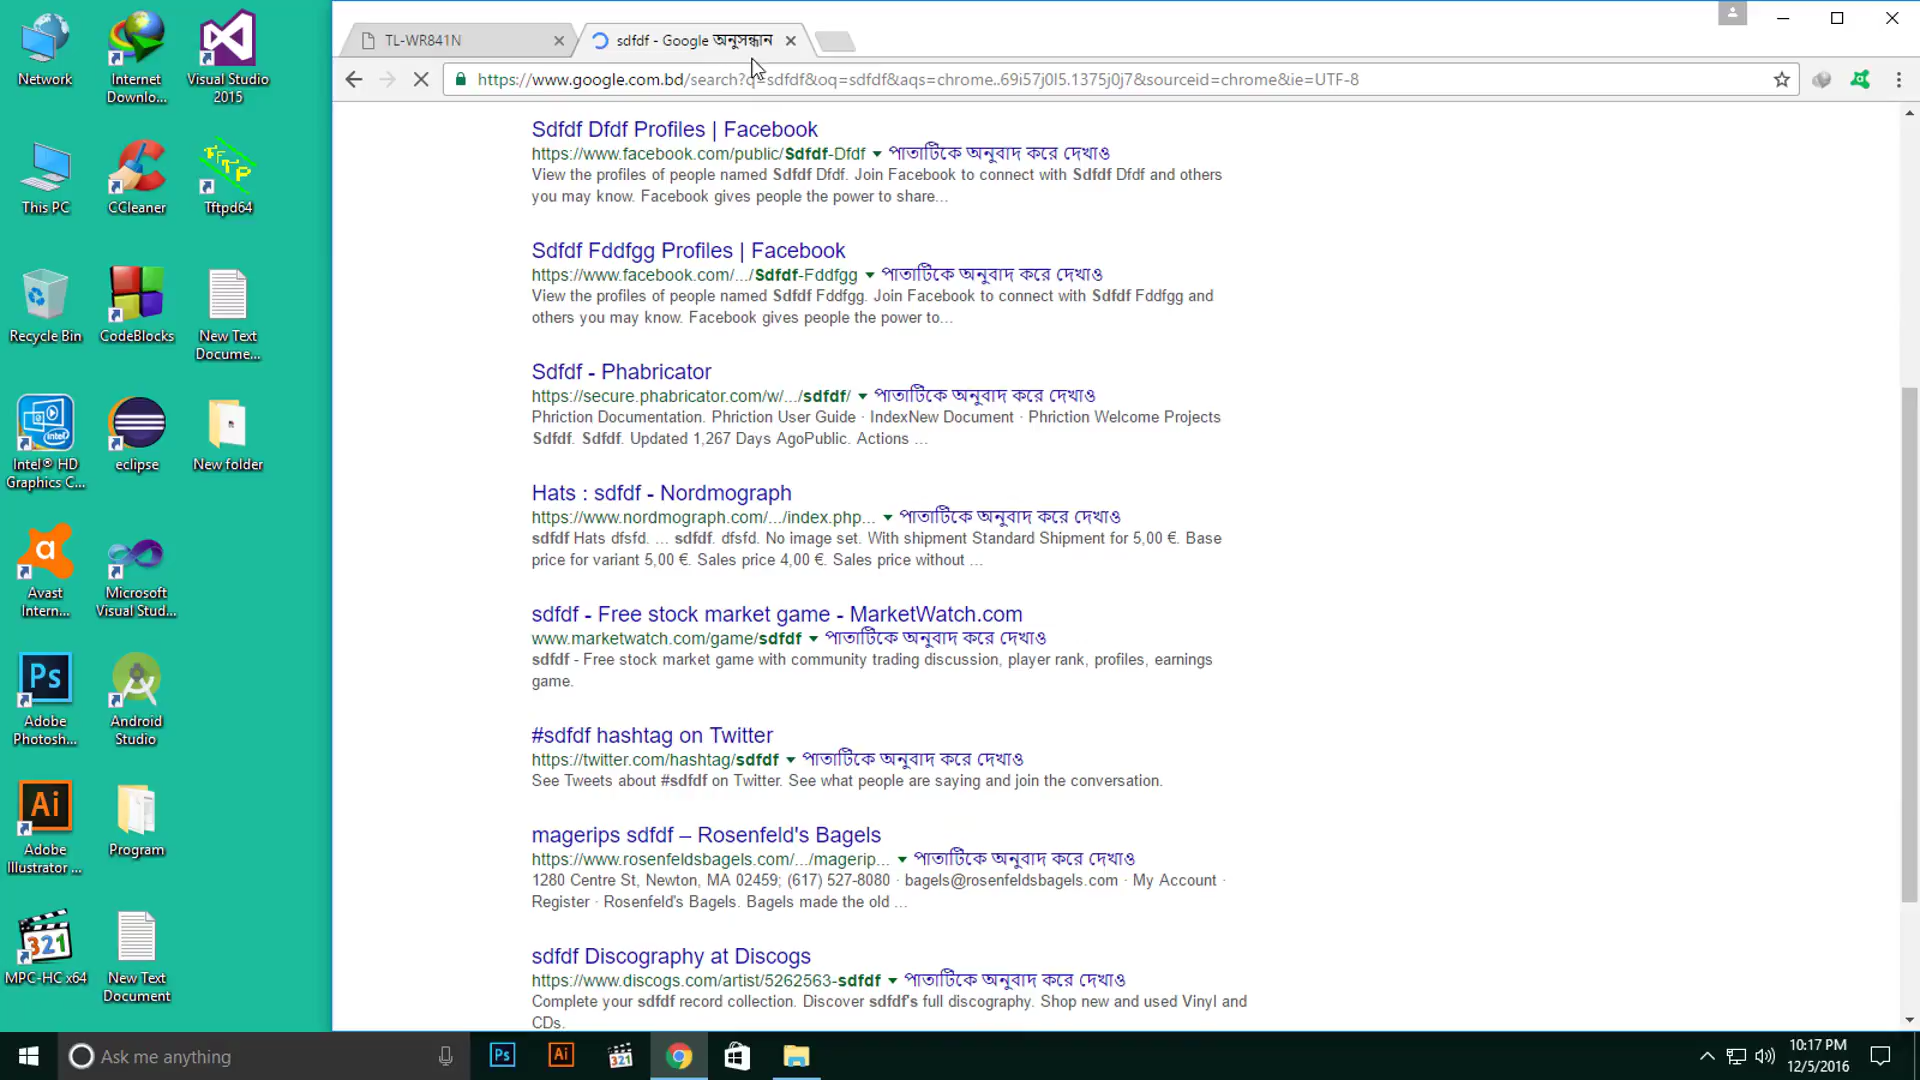 Network
Internet
Downlo...
Visual Studio
2015
This PC
CCleaner
Tftpd64
Recycle Bin
CodeBlocks
New Text
Docume...
Intel® HD
Graphics C...
eclipse
New folder
Avast
Intern...
Microsoft
Visual Stud...
Adobe
Photosh...
Android
Studio
Adobe
Illustrator ...
Program
MPC-HC x64
New Text
Document
TL-WR841N
sdfdf - Google অনুসন্ধান
https://www.google.com.bd/search?q=sdfdf&oq=sdfdf&aqs=chrome..69i57j0l5.1375j0j7&sourceid=chrome&ie=UTF-8
Sdfdf Dfdf Profiles | Facebook
https://www.facebook.com/public/Sdfdf-Dfdf ▼ পাতাটিকে অনুবাদ করে দেখাও
View the profiles of people named Sdfdf Dfdf. Join Facebook to connect with Sdfdf Dfdf and others
you may know. Facebook gives people the power to share...
Sdfdf Fddfgg Profiles | Facebook
https://www.facebook.com/.../Sdfdf-Fddfgg ▼ পাতাটিকে অনুবাদ করে দেখাও
View the profiles of people named Sdfdf Fddfgg. Join Facebook to connect with Sdfdf Fddfgg and
others you may know. Facebook gives people the power to...
Sdfdf - Phabricator
https://secure.phabricator.com/w/.../sdfdf/ ▼ পাতাটিকে অনুবাদ করে দেখাও
Phriction Documentation. Phriction User Guide · IndexNew Document · Phriction Welcome Projects
Sdfdf. Sdfdf. Updated 1,267 Days AgoPublic. Actions ...
Hats : sdfdf - Nordmograph
https://www.nordmograph.com/.../index.php... ▼ পাতাটিকে অনুবাদ করে দেখাও
sdfdf Hats dfsfd. ... sdfdf. dfsfd. No image set. With shipment Standard Shipment for 5,00 €. Base
price for variant 5,00 €. Sales price 4,00 €. Sales price without ...
sdfdf - Free stock market game - MarketWatch.com
www.marketwatch.com/game/sdfdf ▼ পাতাটিকে অনুবাদ করে দেখাও
sdfdf - Free stock market game with community trading discussion, player rank, profiles, earnings
game.
#sdfdf hashtag on Twitter
https://twitter.com/hashtag/sdfdf ▼ পাতাটিকে অনুবাদ করে দেখাও
See Tweets about #sdfdf on Twitter. See what people are saying and join the conversation.
magerips sdfdf – Rosenfeld's Bagels
https://www.rosenfeldsbagels.com/.../magerip... ▼ পাতাটিকে অনুবাদ করে দেখাও
1280 Centre St, Newton, MA 02459; (617) 527-8080 · bagels@rosenfeldsbagels.com · My Account ·
Register · Rosenfeld's Bagels. Bagels made the old ...
sdfdf Discography at Discogs
https://www.discogs.com/artist/5262563-sdfdf ▼ পাতাটিকে অনুবাদ করে দেখাও
Complete your sdfdf record collection. Discover sdfdf's full discography. Shop new and used Vinyl and
CDs.
Ask me anything
10:17 PM
12/5/2016